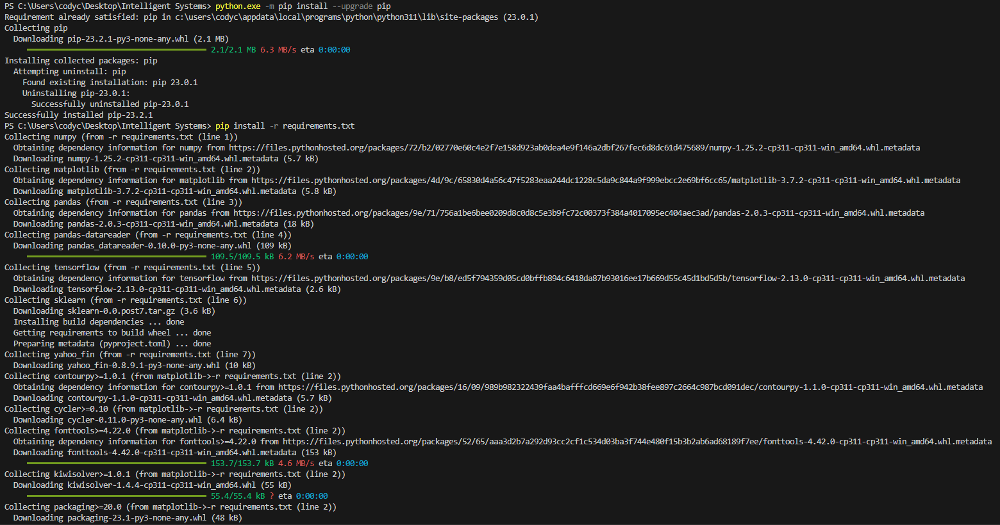 PS C:\Users\codyc\Desktop\Intelligent Systems> python.exe -m pip install --upgrade pip
Requirement already satisfied: pip in c:\users\codyc\appdata\local\programs\python\python311\lib\site-packages (23.0.1)
Collecting pip
Downloading pip-23.2.1-py3-none-any.whl (2.1 MB)
2.1/2.1 MB 6.3 MB/s eta 0:00:00
Installing collected packages: pip
Attempting uninstall: pip
Found existing installation: pip 23.0.1
Uninstalling pip-23.0.1:
Successfully uninstalled pip-23.0.1
Successfully installed pip-23.2.1
PS C:\Users\codyc\Desktop\Intelligent Systems> pip install -r requirements.txt
Collecting numpy (from -r requirements.txt (line 1))
Obtaining dependency information for numpy from https://files.pythonhosted.org/packages/72/b2/02770e60c4e2f7e158d923ab0dea4e9f146a2dbf267fec6d8dc61d475689/numpy-1.25.2-cp311-cp311-win_amd64.whl.metadata
Downloading numpy-1.25.2-cp311-cp311-win_amd64.whl.metadata (5.7 kB)
Collecting matplotlib (from -r requirements.txt (line 2))
Obtaining dependency information for matplotlib from https://files.pythonhosted.org/packages/4d/9c/65830d4a56c47f5283eaa244dc1228c5da9c844a9f999ebcc2e69bf6cc65/matplotlib-3.7.2-cp311-cp311-win_amd64.whl.metadata
Downloading matplotlib-3.7.2-cp311-cp311-win_amd64.whl.metadata (5.8 kB)
Collecting pandas (from -r requirements.txt (line 3))
Obtaining dependency information for pandas from https://files.pythonhosted.org/packages/9e/71/756a1be6bee0209d8c0d8c5e3b9fc72c00373f384a4017095ec404aec3ad/pandas-2.0.3-cp311-cp311-win_amd64.whl.metadata
Downloading pandas-2.0.3-cp311-cp311-win_amd64.whl.metadata (18 kB)
Collecting pandas-datareader (from -r requirements.txt (line 4))
Downloading pandas_datareader-0.10.0-py3-none-any.whl (109 kB)
109.5/109.5 kB 6.2 MB/s eta 0:00:00
Collecting tensorflow (from -r requirements.txt (line 5))
Obtaining dependency information for tensorflow from https://files.pythonhosted.org/packages/9e/b8/ed5f794359d05cd0bffb894c6418da87b93016ee17b669d55c45d1bd5d5b/tensorflow-2.13.0-cp311-cp311-win_amd64.whl.metadata
Downloading tensorflow-2.13.0-cp311-cp311-win_amd64.whl.metadata (2.6 kB)
Collecting sklearn (from -r requirements.txt (line 6))
Downloading sklearn-0.0.post7.tar.gz (3.6 kB)
Installing build dependencies ... done
Getting requirements to build wheel ... done
Preparing metadata (pyproject.toml) ... done
Collecting yahoo_fin (from -r requirements.txt (line 7))
Downloading yahoo_fin-0.8.9.1-py3-none-any.whl (10 kB)
Collecting contourpy>=1.0.1 (from matplotlib->-r requirements.txt (line 2))
Obtaining dependency information for contourpy>=1.0.1 from https://files.pythonhosted.org/packages/16/09/989b982322439faa4bafffcd669e6f942b38fee897c2664c987bcd091dec/contourpy-1.1.0-cp311-cp311-win_amd64.whl.metadata
Downloading contourpy-1.1.0-cp311-cp311-win_amd64.whl.metadata (5.7 kB)
Collecting cycler>=0.10 (from matplotlib->-r requirements.txt (line 2))
Downloading cycler-0.11.0-py3-none-any.whl (6.4 kB)
Collecting fonttools>=4.22.0 (from matplotlib->-r requirements.txt (line 2))
Obtaining dependency information for fonttools>=4.22.0 from https://files.pythonhosted.org/packages/52/65/aaa3d2b7a292d93cc2cf1c534d03ba3f744e480f15b3b2ab6ad68189f7ee/fonttools-4.42.0-cp311-cp311-win_amd64.whl.metadata
Downloading fonttools-4.42.0-cp311-cp311-win_amd64.whl.metadata (153 kB)
153.7/153.7 kB 4.6 MB/s eta 0:00:00
Collecting kiwisolver>=1.0.1 (from matplotlib->-r requirements.txt (line 2))
Downloading kiwisolver-1.4.4-cp311-cp311-win_amd64.whl (55 kB)
55.4/55.4 kB ? eta 0:00:00
Collecting packaging>=20.0 (from matplotlib->-r requirements.txt (line 2))
Downloading packaging-23.1-py3-none-any.whl (48 kB)